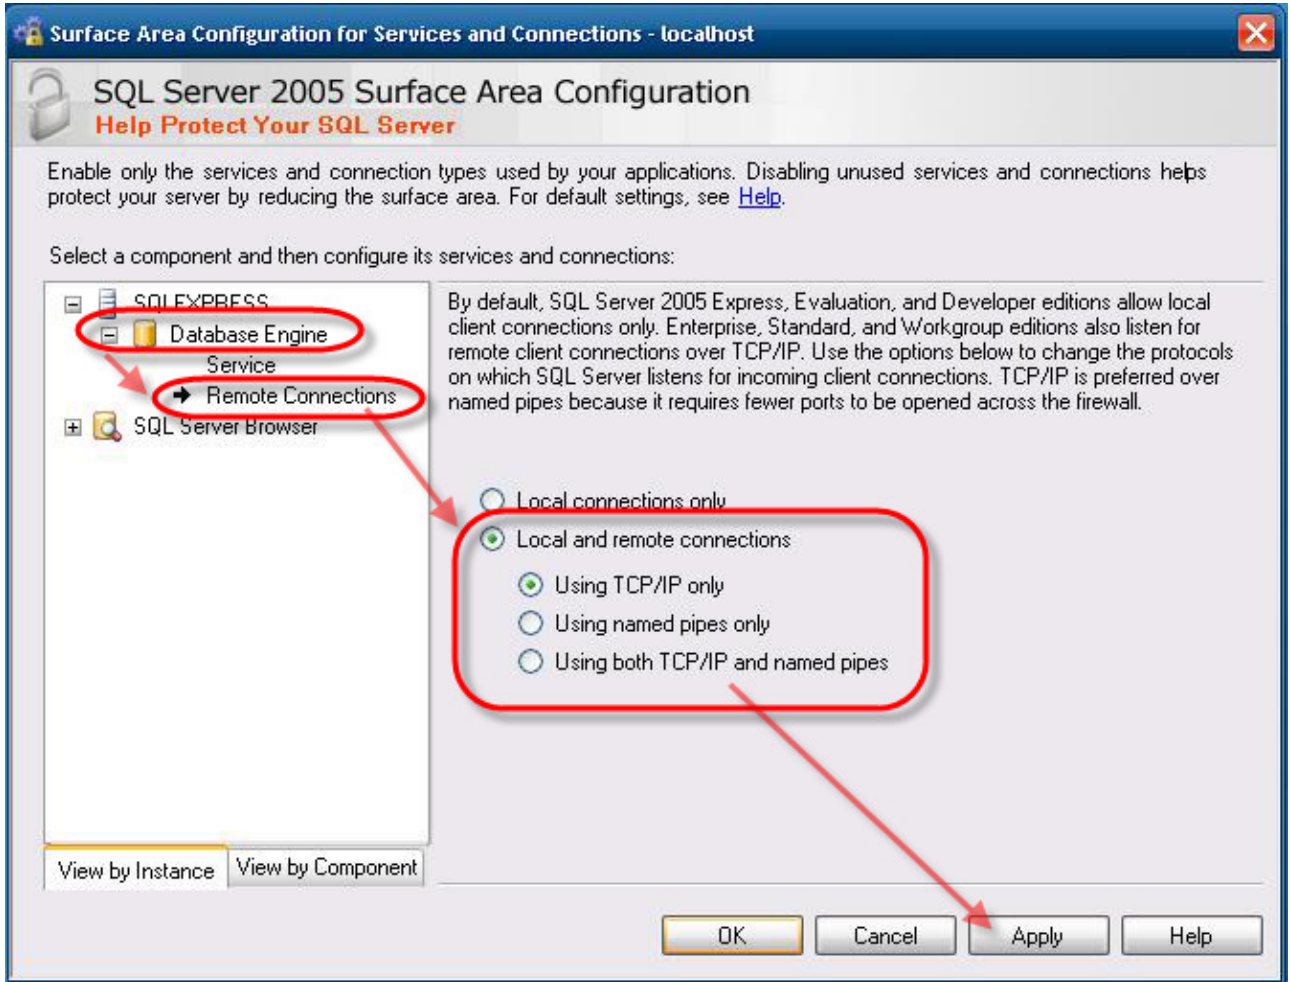 Surface Area Configuration for Services and Connections - localhost
SQL Server 2005 Surface Area Configuration
Help Protect Your SQL Server
Enable only the services and connection types used by your applications. Disabling unused services and connections helps
protect your server by reducing the surface area. For default settings, see Help.
Select a component and then configure its services and connections:
SQLEXPRESS
Database Engine
Service
Remote Connections
SQL Server Browser
By default, SQL Server 2005 Express, Evaluation, and Developer editions allow local
client connections only. Enterprise, Standard, and Workgroup editions also listen for
remote client connections over TCP/IP. Use the options below to change the protocols
on which SQL Server listens for incoming client connections. TCP/IP is preferred over
named pipes because it requires fewer ports to be opened across the firewall.
Local connections only
Local and remote connections
Using TCP/IP only
Using named pipes only
Using both TCP/IP and named pipes
View by Instance
View by Component
OK
Cancel
Apply
Help